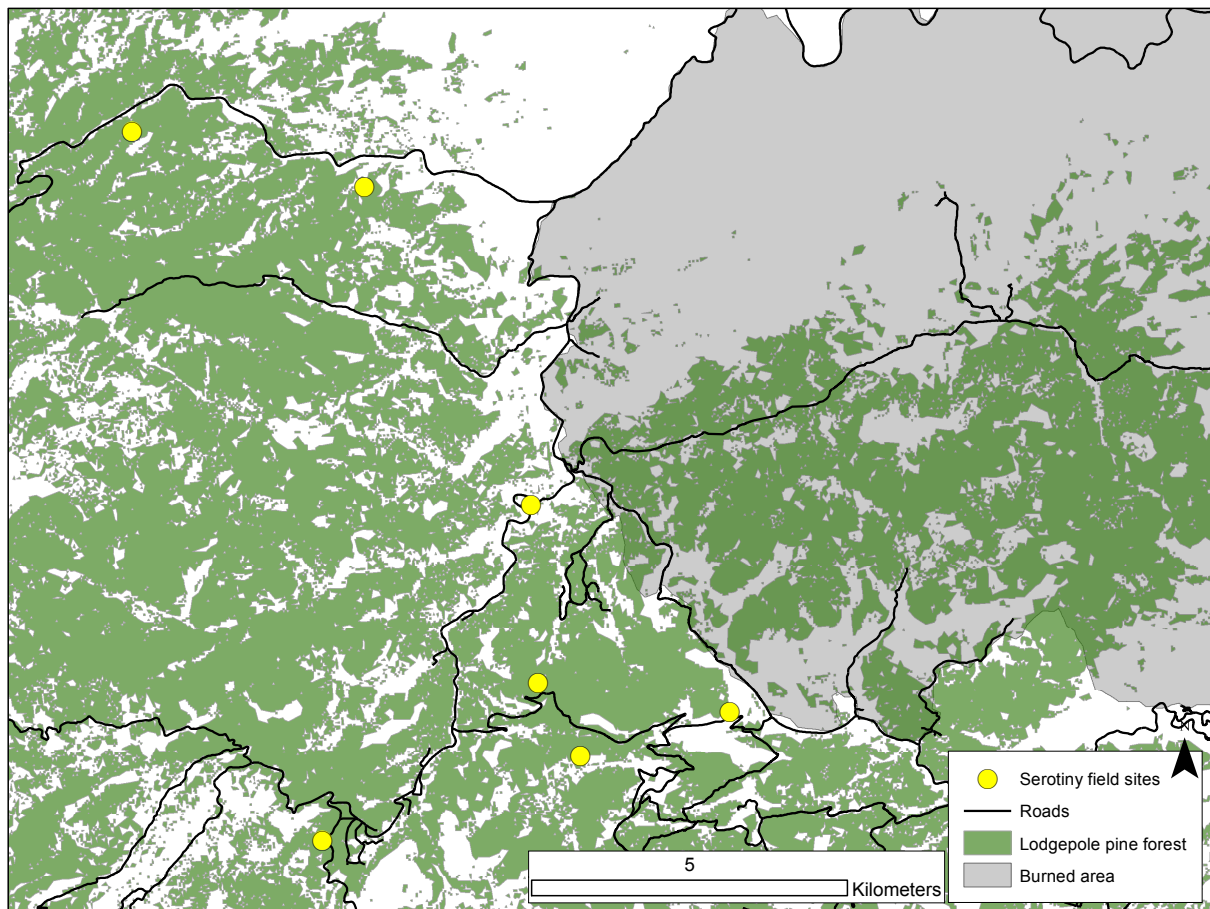 Serotiny field sites
Roads
Lodgepole pine forest
Burned area
5
Kilometers